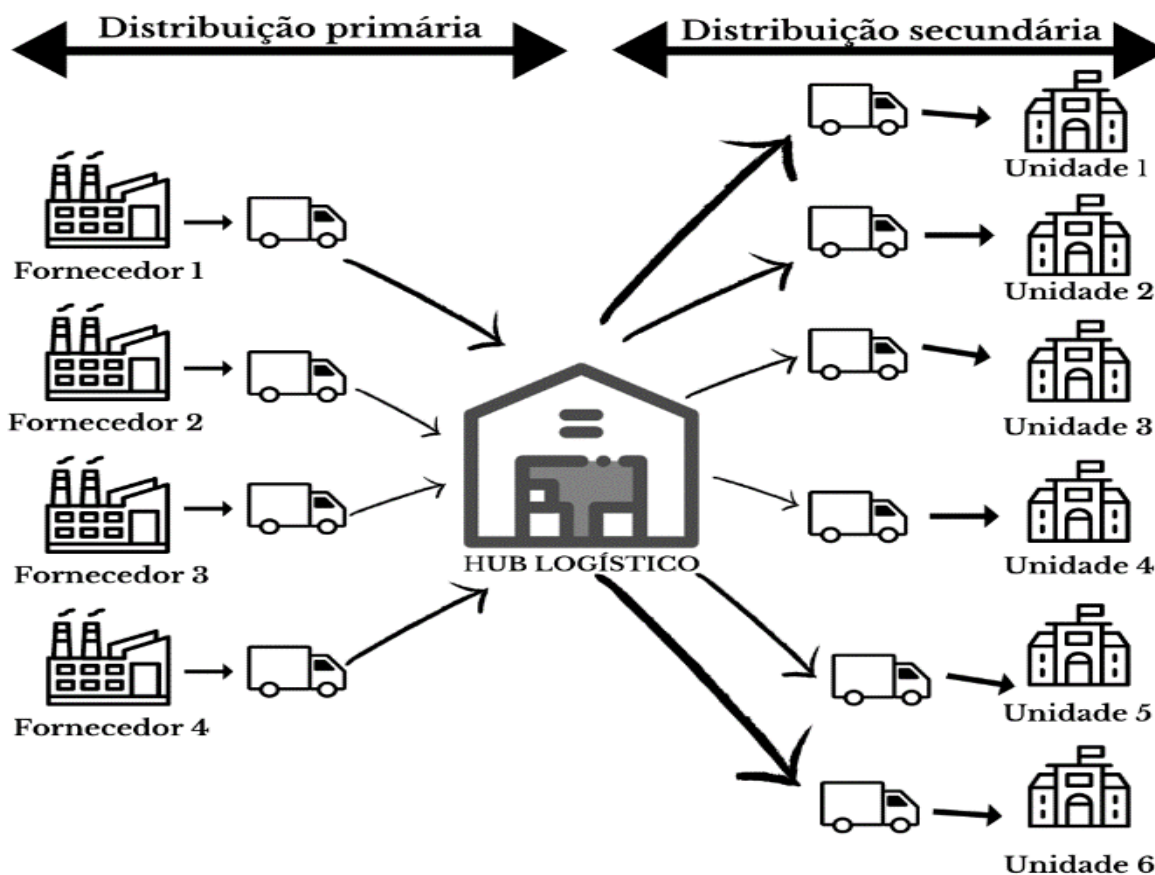 Distribuição primária
Distribuição secundária
Fornecedor 1
Fornecedor 2
Fornecedor 3
Fornecedor 4
HUB LOGÍSTICO
Unidade 1
Unidade 2
Unidade 3
Unidade 4
Unidade 5
Unidade 6